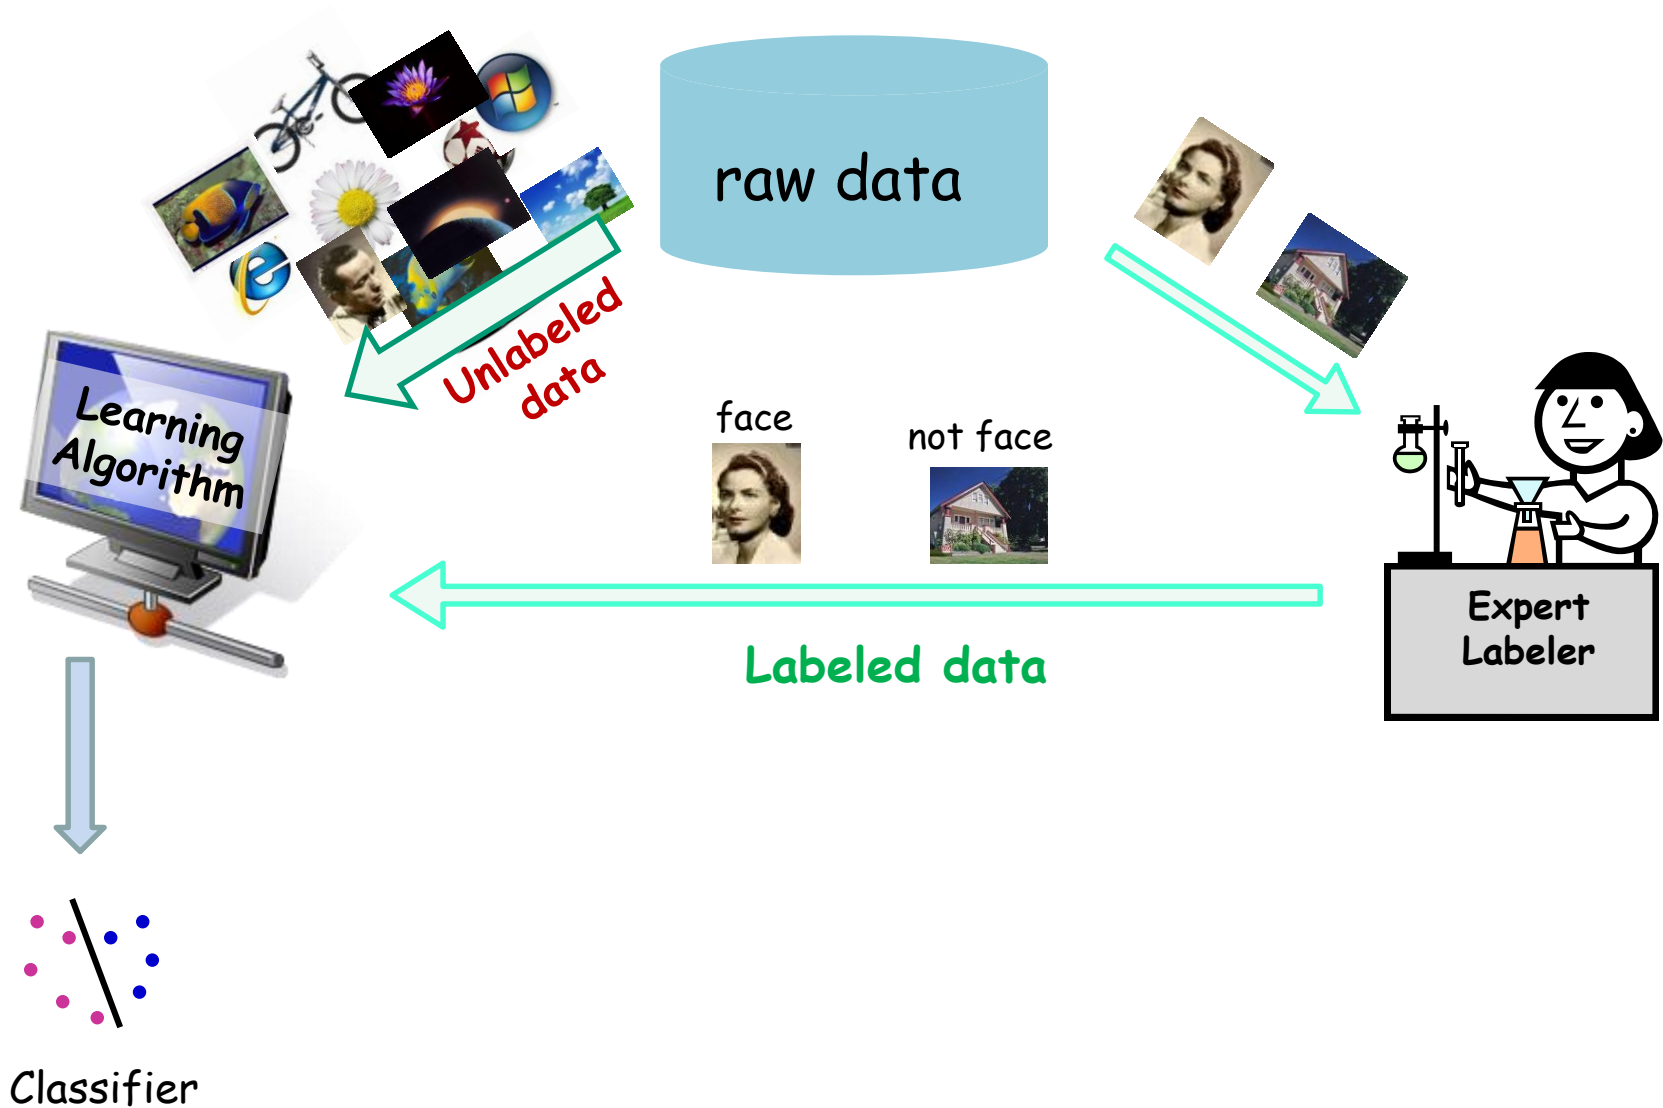 raw data
Unlabeled
data
Learning
Algorithm
face
not face
Labeled data
Expert
Labeler
Classifier